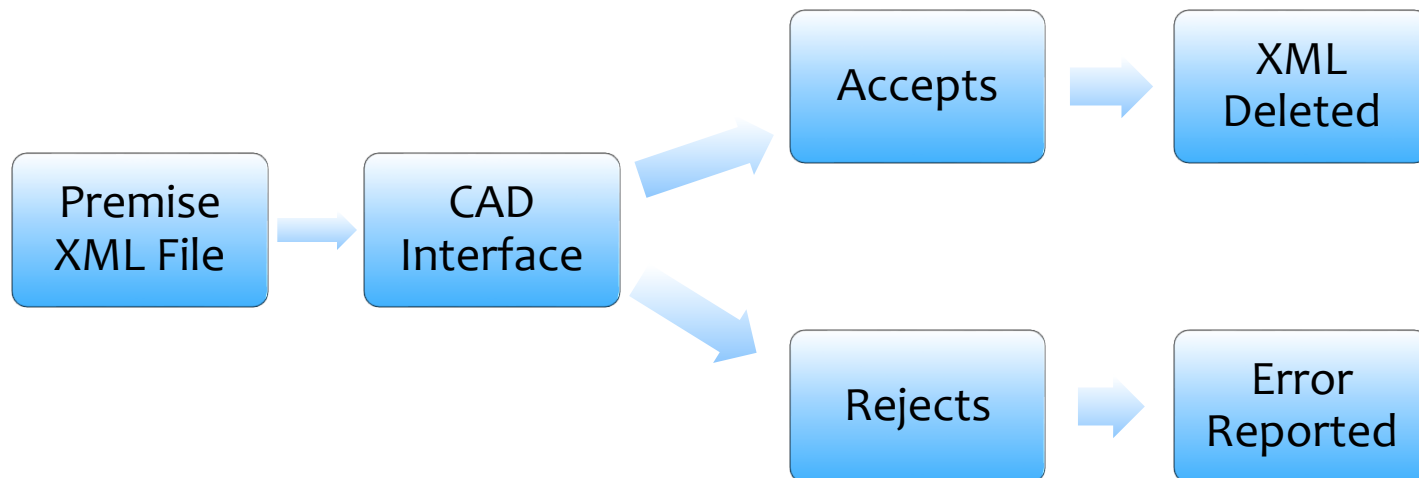 Premise
XML File
CAD
Interface
Accepts
XML
Deleted
Rejects
Error
Reported